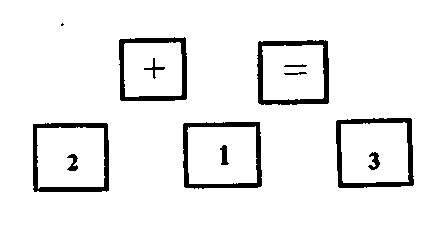 + =
2 1 3